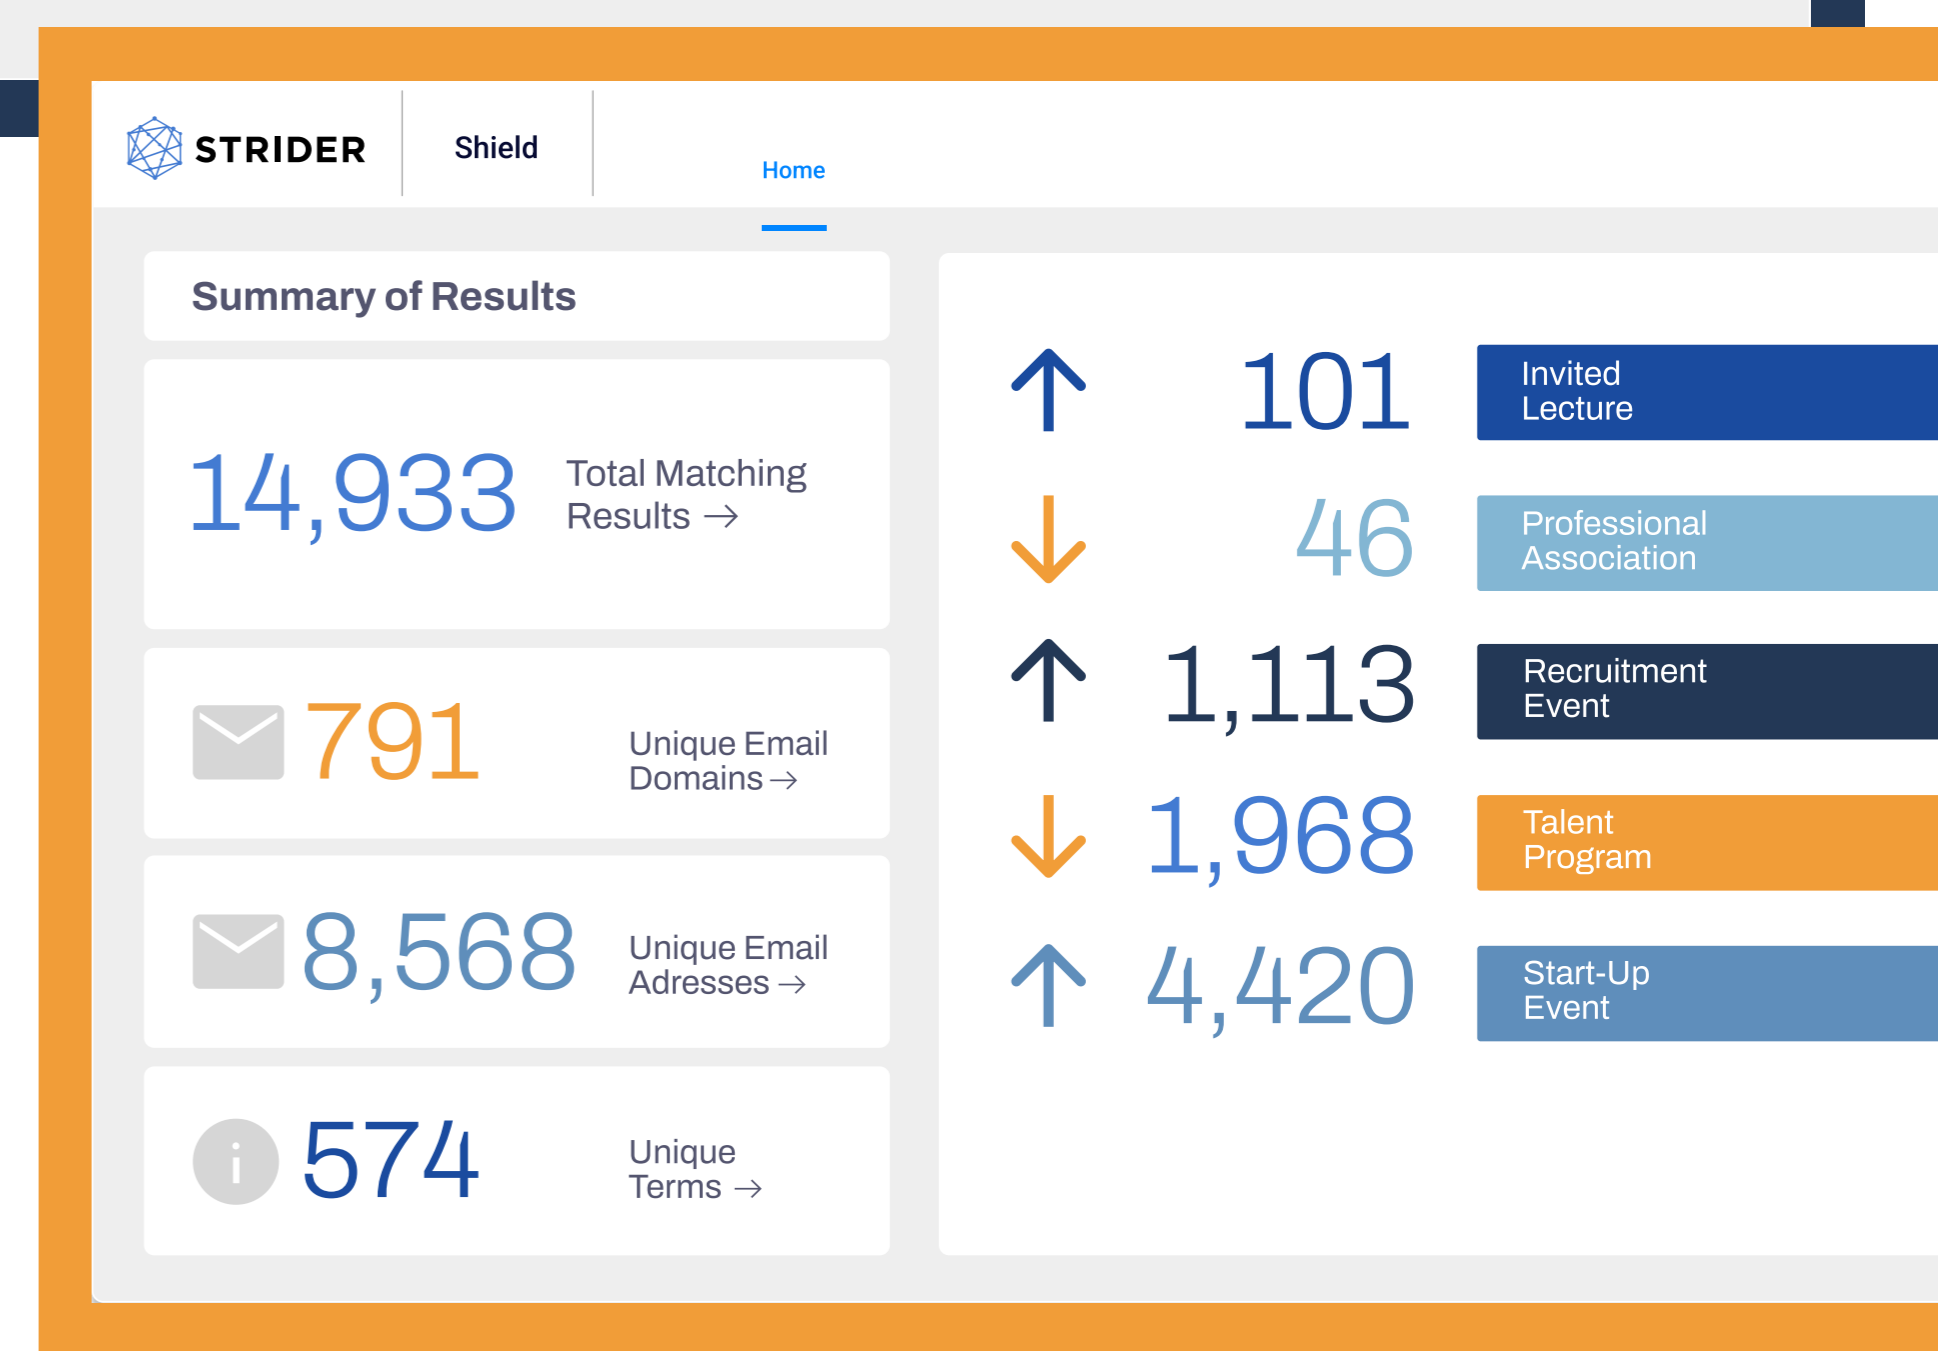 STRIDER
Shield
Home
Summary of Results
14,933
Total Matching
Results →
791
Unique Email
Domains →
8,568
Unique Email
Adresses →
574
Unique
Terms →
101
Invited
Lecture
46
Professional
Association
1,113
Recruitment
Event
1,968
Talent
Program
4,420
Start-Up
Event